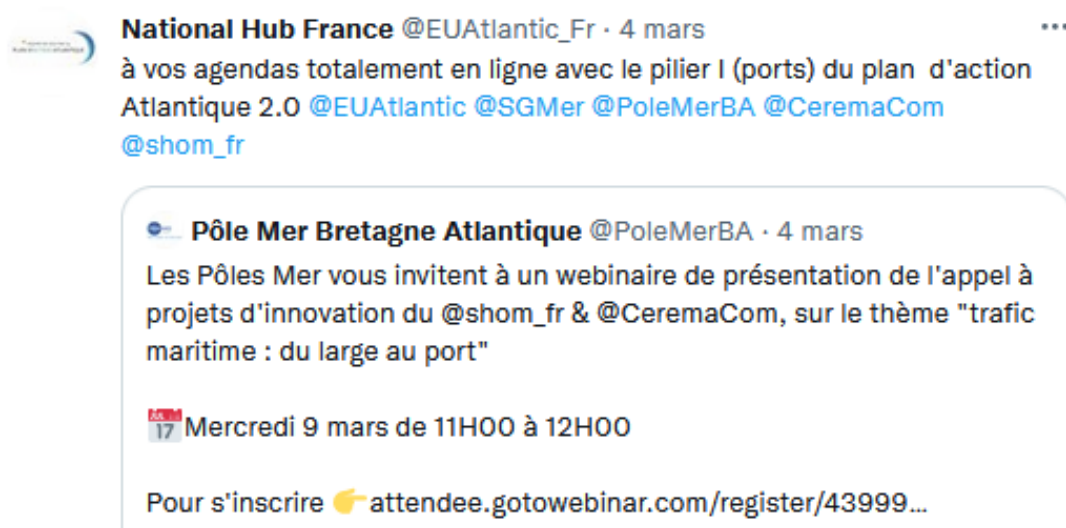 National Hub France @EUAtlantic_Fr · 4 mars
à vos agendas totalement en ligne avec le pilier I (ports) du plan d'action
Atlantique 2.0 @EUAtlantic @SGMer @PoleMerBA @CeremaCom
@shom_fr
Pôle Mer Bretagne Atlantique @PoleMerBA · 4 mars
Les Pôles Mer vous invitent à un webinaire de présentation de l'appel à
projets d'innovation du @shom_fr & @CeremaCom, sur le thème "trafic
maritime : du large au port"
📅Mercredi 9 mars de 11H00 à 12H00
Pour s'inscrire 👉attendee.gotowebinar.com/register/43999...